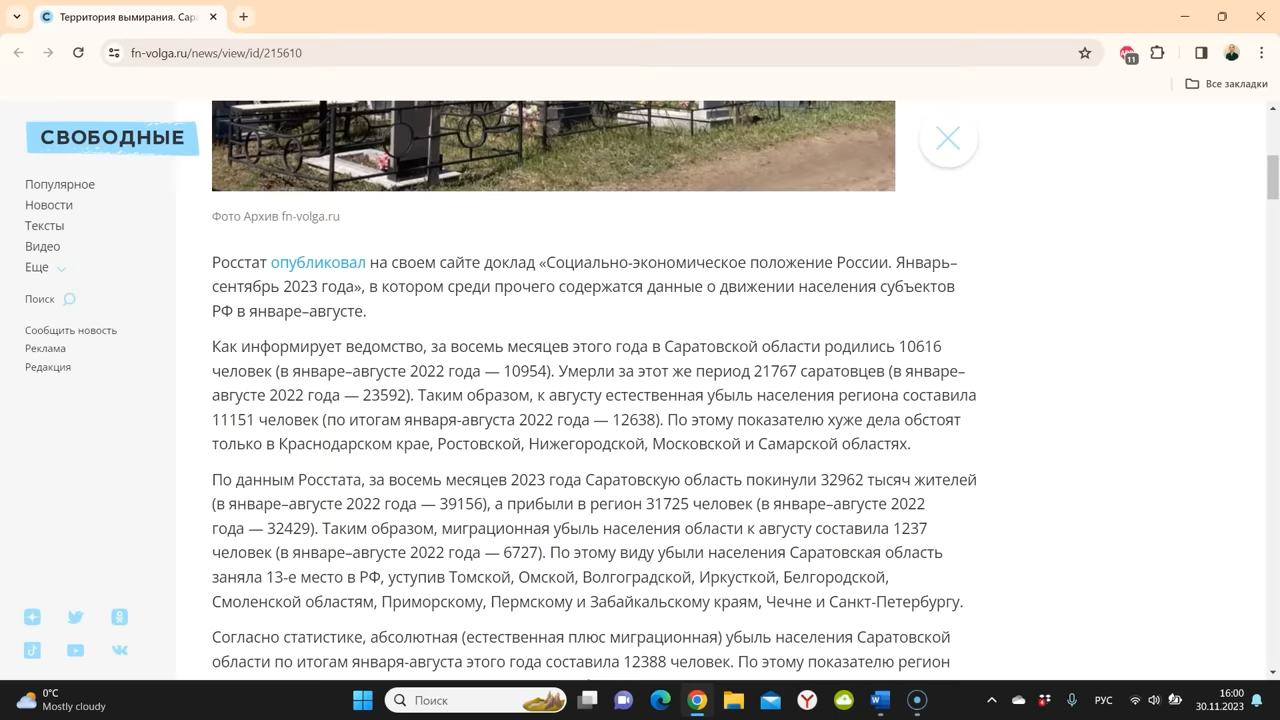 Территория вымирания. Сара
fn-volga.ru/news/view/id/215610
11
Все закладки
СВОБОДНЫЕ
Популярное
Новости
Тексты
Видео
Еще
Поиск
Сообщить новость
Реклама
Редакция
Фото Архив fn-volga.ru
Росстат опубликовал на своем сайте доклад «Социально-экономическое положение России. Январь–
сентябрь 2023 года», в котором среди прочего содержатся данные о движении населения субъектов
РФ в январе–августе.
Как информирует ведомство, за восемь месяцев этого года в Саратовской области родились 10616
человек (в январе–августе 2022 года — 10954). Умерли за этот же период 21767 саратовцев (в январе–
августе 2022 года — 23592). Таким образом, к августу естественная убыль населения региона составила
11151 человек (по итогам января-августа 2022 года — 12638). По этому показателю хуже дела обстоят
только в Краснодарском крае, Ростовской, Нижегородской, Московской и Самарской областях.
По данным Росстата, за восемь месяцев 2023 года Саратовскую область покинули 32962 тысяч жителей
(в январе–августе 2022 года — 39156), а прибыли в регион 31725 человек (в январе–августе 2022
года — 32429). Таким образом, миграционная убыль населения области к августу составила 1237
человек (в январе–августе 2022 года — 6727). По этому виду убыли населения Саратовская область
заняла 13-е место в РФ, уступив Томской, Омской, Волгоградской, Иркусткой, Белгородской,
Смоленской областям, Приморскому, Пермскому и Забайкальскому краям, Чечне и Санкт-Петербургу.
Согласно статистике, абсолютная (естественная плюс миграционная) убыль населения Саратовской
области по итогам января-августа этого года составила 12388 человек. По этому показателю регион
0°C
Mostly cloudy
Поиск
РУС
16:00
30.11.2023